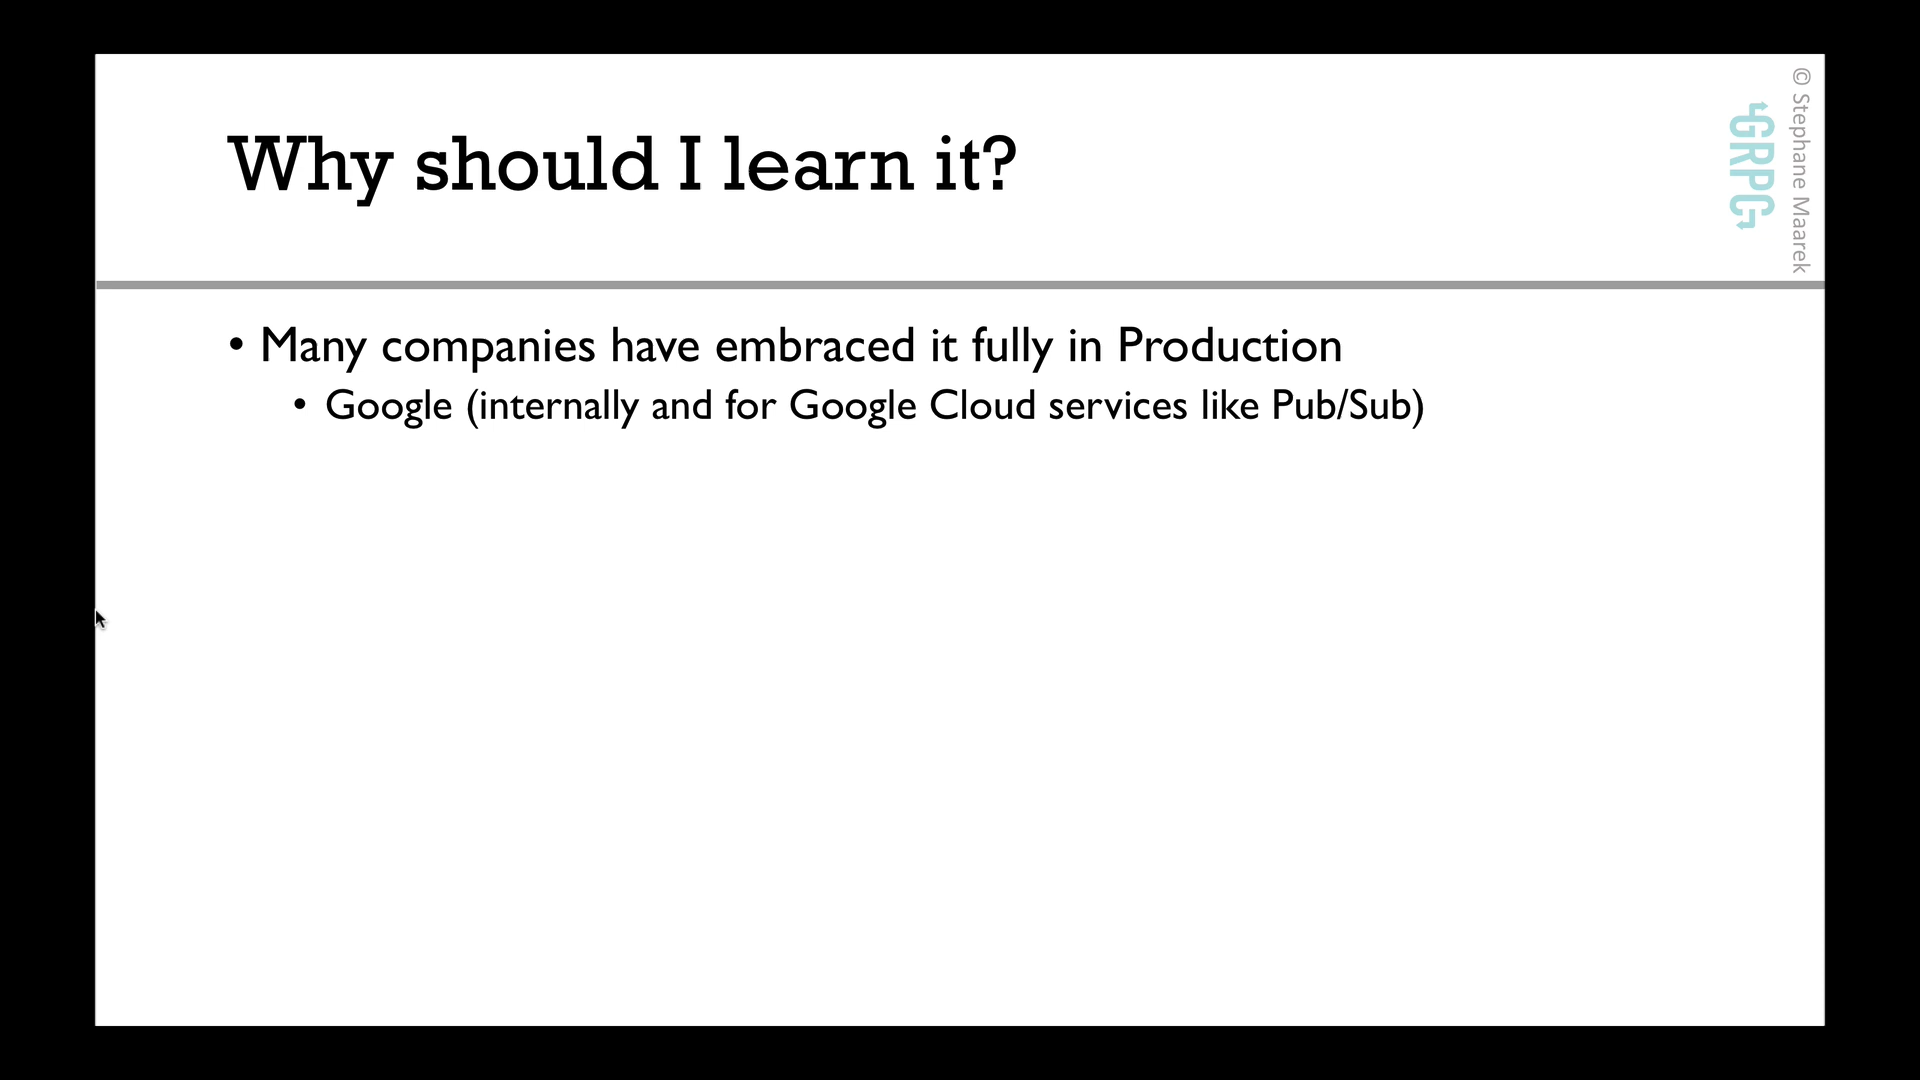 Why should I learn it?
GRPC
© Stephane Maarek
• Many companies have embraced it fully in Production
• Google (internally and for Google Cloud services like Pub/Sub)